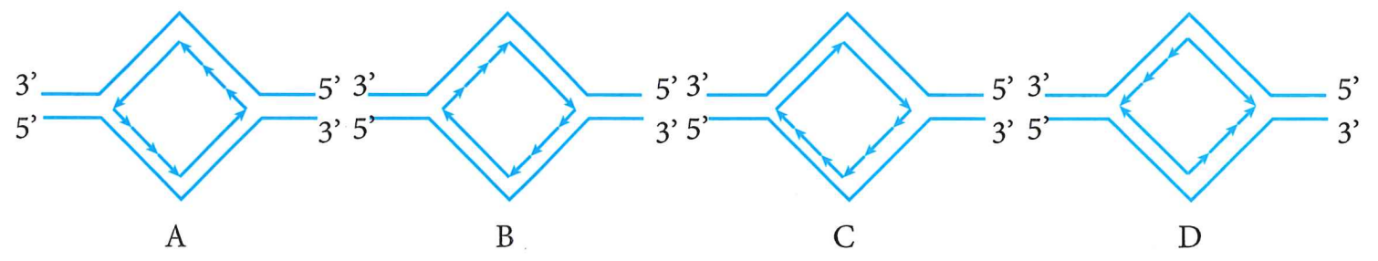 3’ 5’ 3’ 5’ 3’ 5’ 3’ 5’
5’ 3’ 5’ 3’ 5’ 3’ 5’ 3’
A B C D